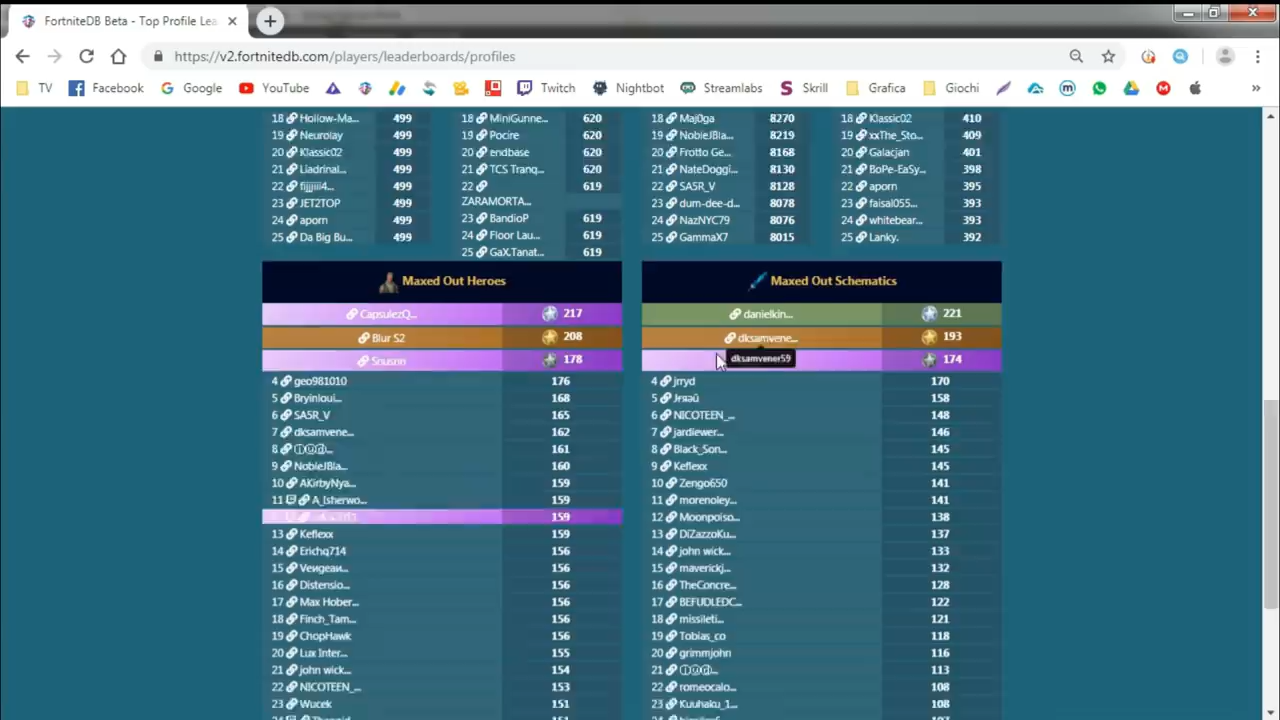 FortniteDB Beta - Top Profile Lea
https://v2.fortnitedb.com/players/leaderboards/profiles
TV Facebook Google YouTube Twitch Nightbot Streamlabs Skrill Grafica Giochi
18 Hollow-Ma... 499
19 Neurolay 499
20 Klassic02 499
21 Lladrinal... 499
22 fijjjiii4... 499
23 JET2TOP 499
24 aporn 499
25 Da Big Bu... 499
18 MiniGunne... 620
19 Pocire 620
20 endbase 620
21 TCS Tranq... 620
22 619
ZARAMORTA...
23 BandioP 619
24 Floor Lau... 619
25 GaX.Tanat... 619
18 Maj0ga 8270
19 NobleJBla... 8219
20 Frotto Ge... 8168
21 NateDoggi... 8130
22 SA5R_V 8128
23 dum-dee-d... 8078
24 NazNYC79 8076
25 GammaX7 8015
18 Klassic02 410
19 xxThe_Sto... 409
20 Galacjan 401
21 BoPe-EaSy... 398
22 aporn 395
23 faisal055... 393
24 whitebear... 393
25 Lanky. 392
Maxed Out Heroes
CapsulezQ... 217
Blur S2 208
Snusnn 178
4 geo981010 176
5 Bryinloui... 168
6 SA5R_V 165
7 dksamvene... 162
8 161
9 NobleJBla... 160
10 AKirbyNya... 159
11 A_Isherwo... 159
159
13 Keflexx 159
14 Erichq714 156
15 Vengean... 156
16 Distensio... 156
17 Max Hober... 156
18 Finch_Tam... 156
19 ChopHawk 156
20 Lux Inter... 155
21 john wick... 154
22 NICOTEEN_... 153
23 Wucek 151
Maxed Out Schematics
danielkin... 221
dksamvene... 193
dksamvener59
174
4 jrryd 170
5 158
6 NICOTEEN_... 148
7 jardiewer... 146
8 Black_Son... 145
9 Keflexx 145
10 Zengo650 141
11 morenoley... 141
12 Moonpoiso... 138
13 DiZazzoKu... 137
14 john wick... 133
15 maverickj... 132
16 TheConcre... 128
17 BEFUDLEDC... 122
18 missileti... 121
19 Tobias_co 118
20 grimmjohn 116
21 113
22 romeocalo... 108
23 Kuuhaku_1... 108